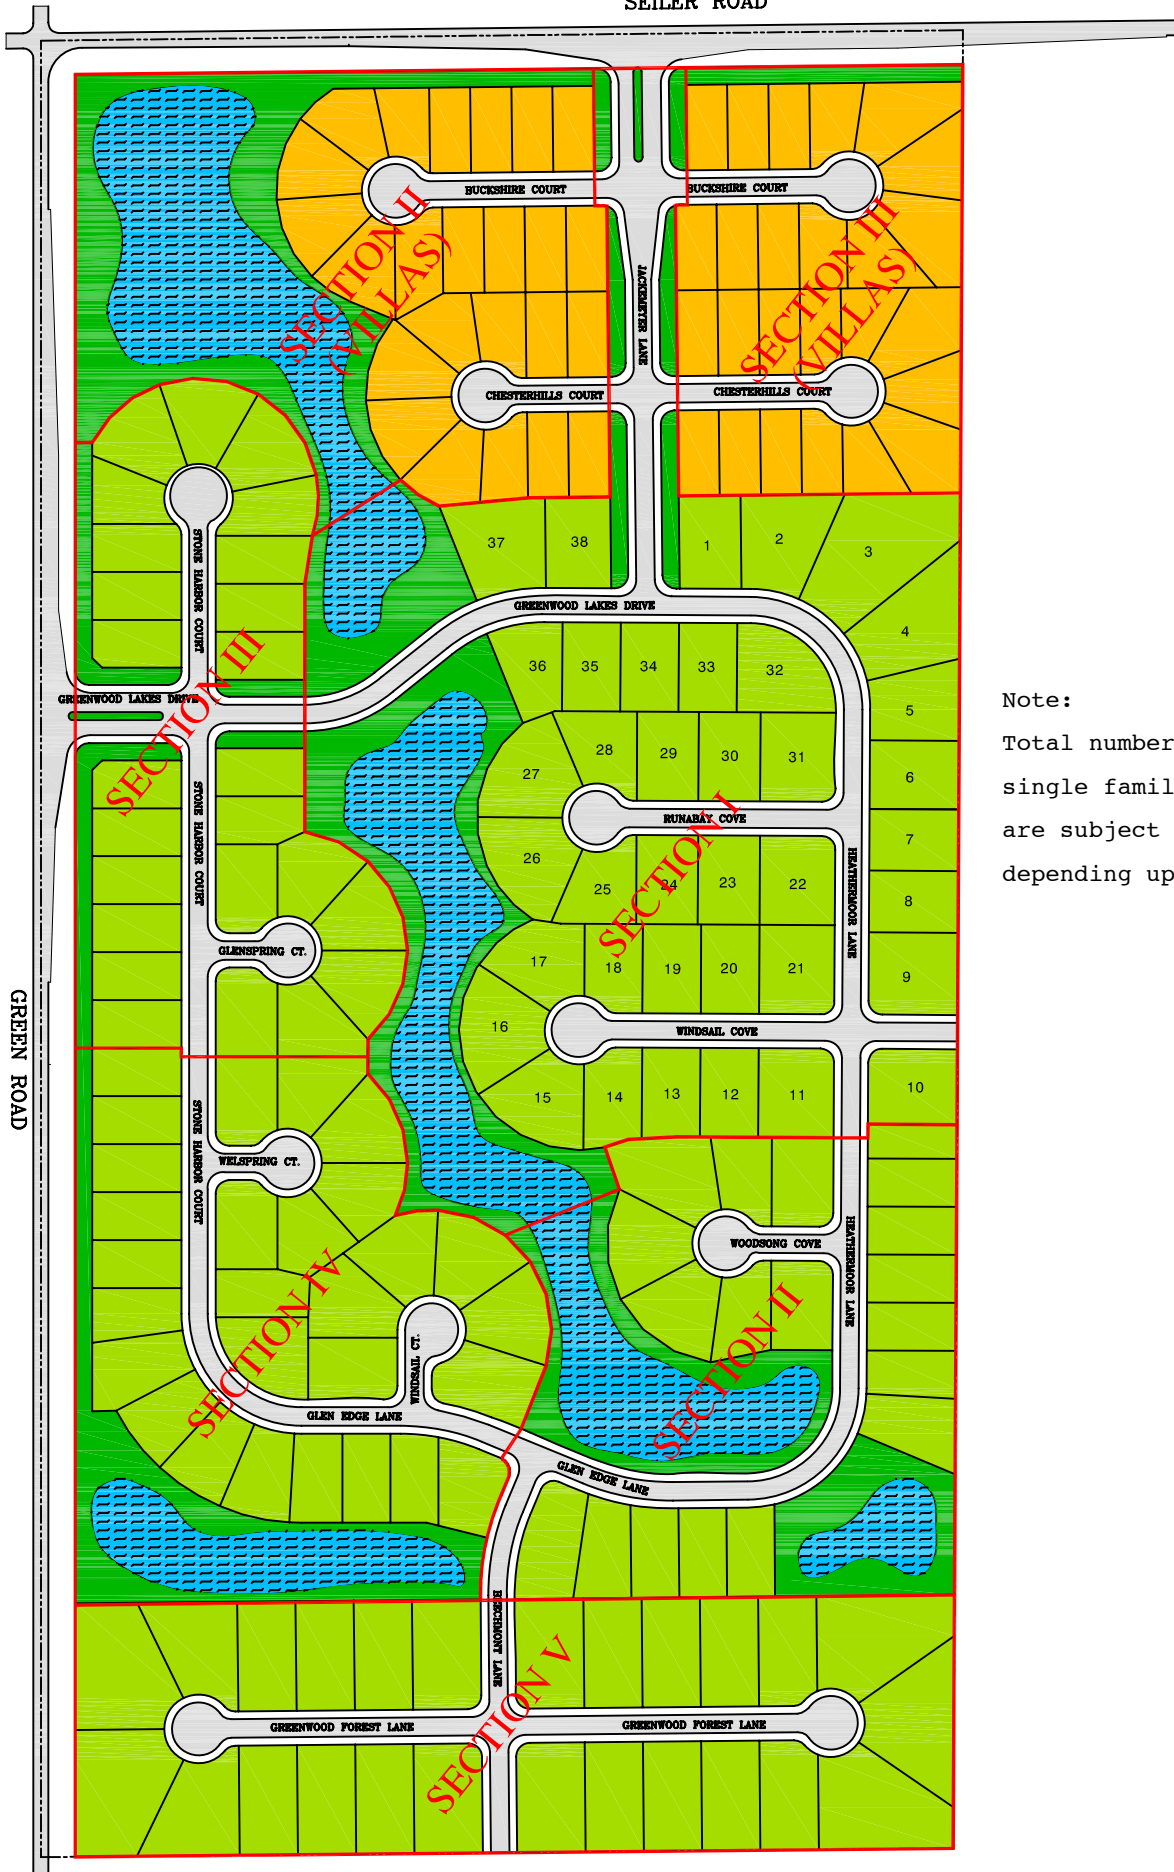 SEILER ROAD
BUCKSHIRE COURT
BUCKSHIRE COURT
SECTION II
(VILLAS)
SECTION III
(VILLAS)
JACKEMEYER LANE
CHESTERHILLS COURT
CHESTERHILLS COURT
37
38
1
2
3
STONE HARBOR COURT
GREENWOOD LAKES DRIVE
4
36
35
34
33
32
SECTION III
GREENWOOD LAKES DRIVE
5
Note:
Total number
single famil
are subject
depending up
28
29
30
31
27
6
STONE HARBOR COURT
RUNABAY COVE
SECTION I
7
26
25
24
23
22
HEATHERMOOR LANE
8
GLENSPRING CT.
17
18
19
20
21
9
16
WINDSAIL COVE
GREEN ROAD
15
14
13
12
11
10
STONE HARBOR COURT
WELSPRING CT.
WOODSONG COVE
HEATHERMOOR LANE
SECTION IV
SECTION II
WINDSAIL CT.
GLEN EDGE LANE
GLEN EDGE LANE
BEECHMONT LANE
SECTION V
GREENWOOD FOREST LANE
GREENWOOD FOREST LANE